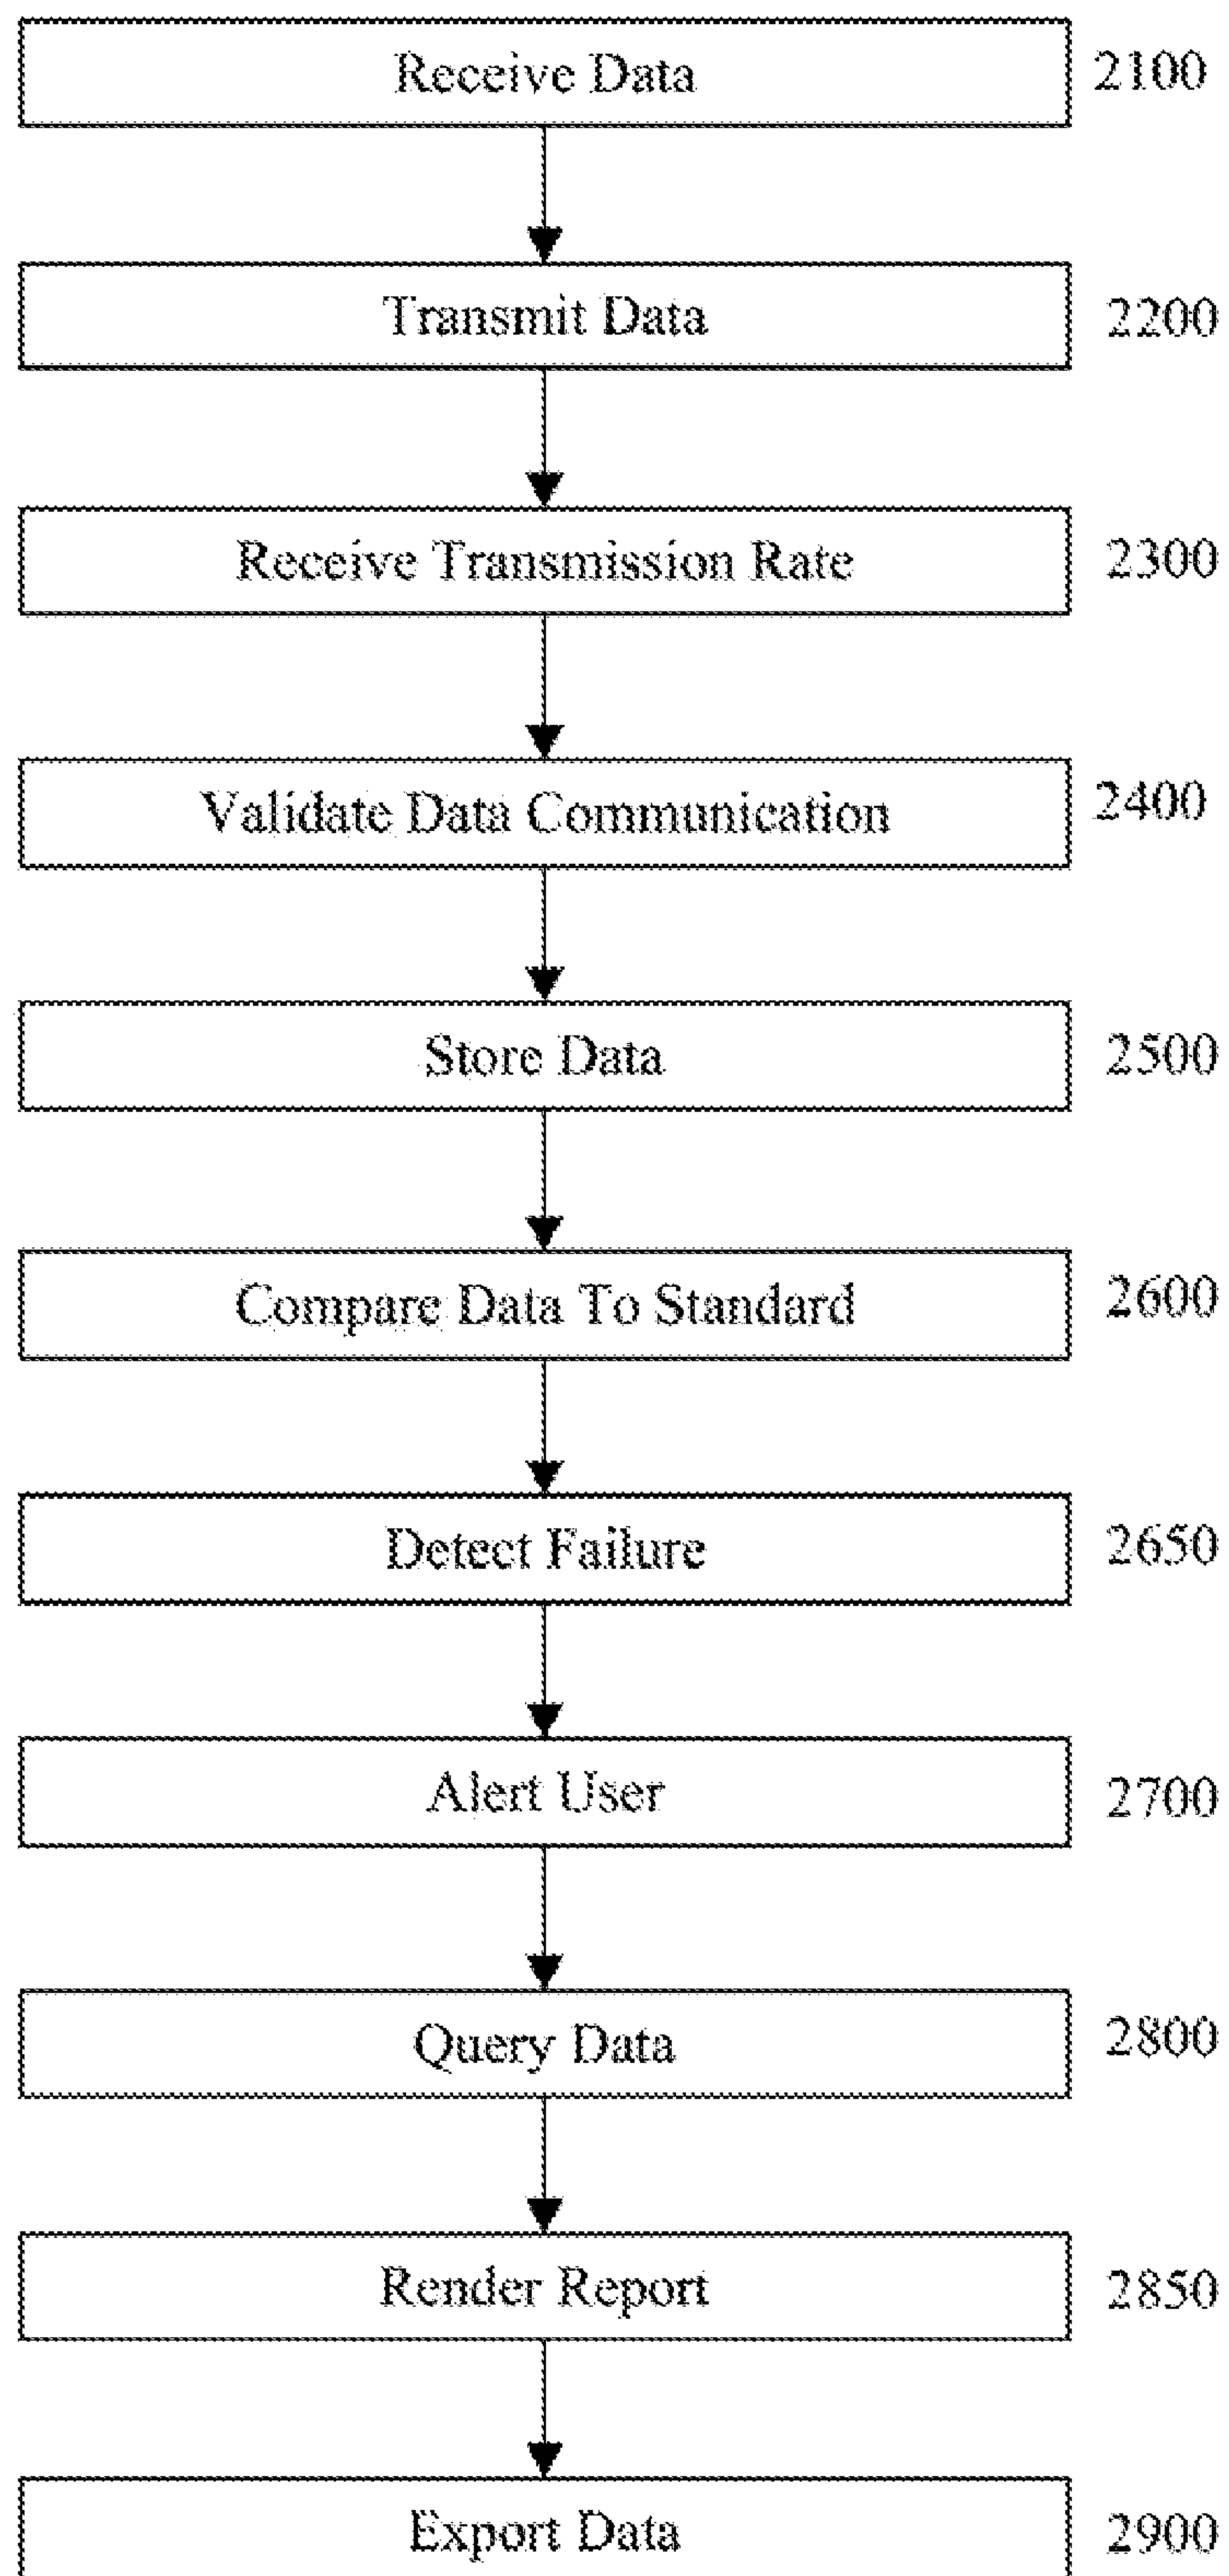 Receive Data 2100
Transmit Data 2200
Receive Transmission Rate 2300
Validate Data Communication 2400
Store Data 2500
Compare Data To Standard 2600
Detect Failure 2650
Alert User 2700
Query Data 2800
Render Report 2850
Export Data 2900